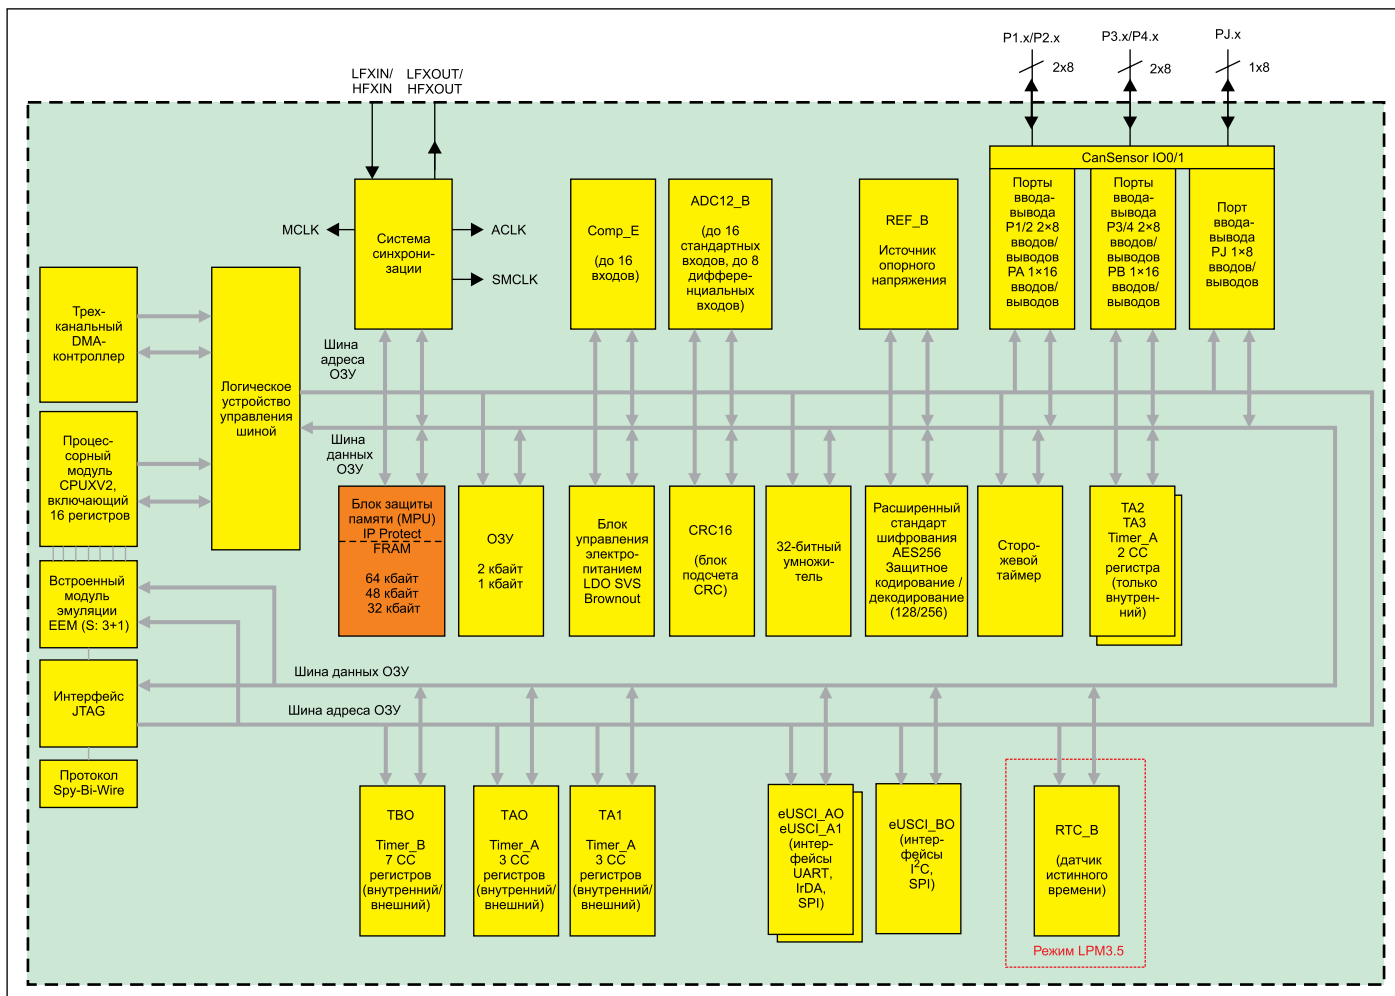 P1.x/P2.x
P3.x/P4.x
PJ.x
2x8
2x8
1x8
LFXIN/
HFXIN
LFXOUT/
HFXOUT
CanSensor IO0/1
MCLK
ACLK
SMCLK
Система
синхрони-
зации
Comp_E
(до 16
входов)
ADC12_B
(до 16
стандартных
входов, до 8
дифферен-
циальных
входов)
REF_B
Источник
опорного
напряжения
Порты
ввода-
вывода
P1/2 2×8
вводов/
выводов
PA 1×16
вводов/
выводов
Порты
ввода-
вывода
P3/4 2×8
вводов/
выводов
PB 1×16
вводов/
выводов
Порт
ввода-
вывода
PJ 1×8
вводов/
выводов
Трех-
канальный
DMA-
контроллер
Логическое
устройство
управления
шиной
Шина
адреса
ОЗУ
Шина
данных
ОЗУ
Процес-
сорный
модуль
CPUXV2,
включающий
16 регистров
Блок защиты
памяти (MPU)
IP Protect
FRAM
64 кбайт
48 кбайт
32 кбайт
ОЗУ
2 кбайт
1 кбайт
Блок
управления
электро-
питанием
LDO SVS
Brownout
CRC16
(блок
подсчета
CRC)
32-битный
умножи-
тель
Расширенный
стандарт
шифрования
AES256
Защитное
кодирование /
декодирование
(128/256)
Сторо-
жевой
таймер
TA2
TA3
Timer_A
2 CC
регистра
(только
внутрен-
ний)
Встроенный
модуль
эмуляции
EEM (S: 3+1)
Интерфейс
JTAG
Протокол
Spy-Bi-Wire
Шина данных ОЗУ
Шина адреса ОЗУ
TBO
Timer_B
7 CC
регистров
(внутренний/
внешний)
TAO
Timer_A
3 CC
регистров
(внутренний/
внешний)
TA1
Timer_A
3 CC
регистров
(внутренний/
внешний)
eUSCI_AO
eUSCI_A1
(интер-
фейсы
UART,
IrDA,
SPI)
eUSCI_BO
(интер-
фейсы
I²C,
SPI)
RTC_B
(датчик
истинного
времени)
Режим LPM3.5